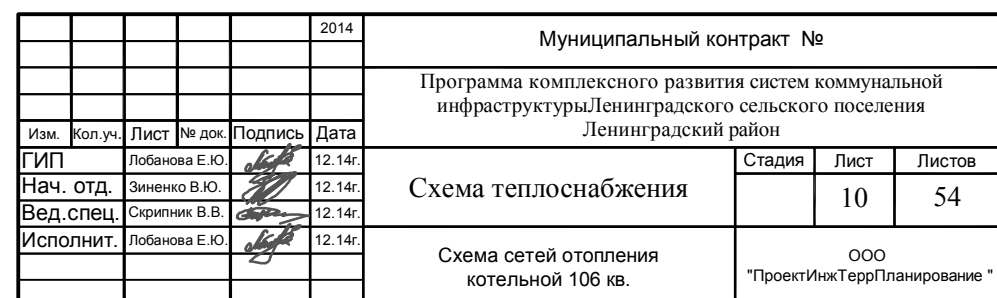 2014
Муниципальный контракт №
Программа комплексного развития систем коммунальной
инфраструктурыЛенинградского сельского поселения
Ленинградский район
Изм. Кол.уч. Лист № док. Подпись Дата
ГИП Лобанова Е.Ю. 12.14г.
Нач. отд. Зиненко В.Ю. 12.14г.
Вед.спец. Скрипник В.В. 12.14г.
Исполнит. Лобанова Е.Ю. 12.14г.
Схема теплоснабжения
Стадия Лист Листов
10 54
Схема сетей отопления
котельной 106 кв.
ООО
"ПроектИнжТеррПланирование "